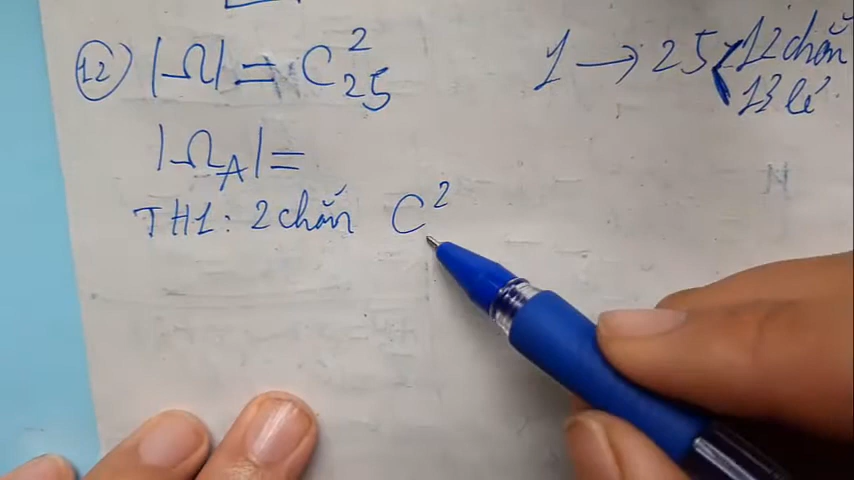 12) |Ω| = C²₂₅
1 → 25 < 12 chẵn
13 lẻ
|Ω_A| =
TH1: 2 chẵn C²